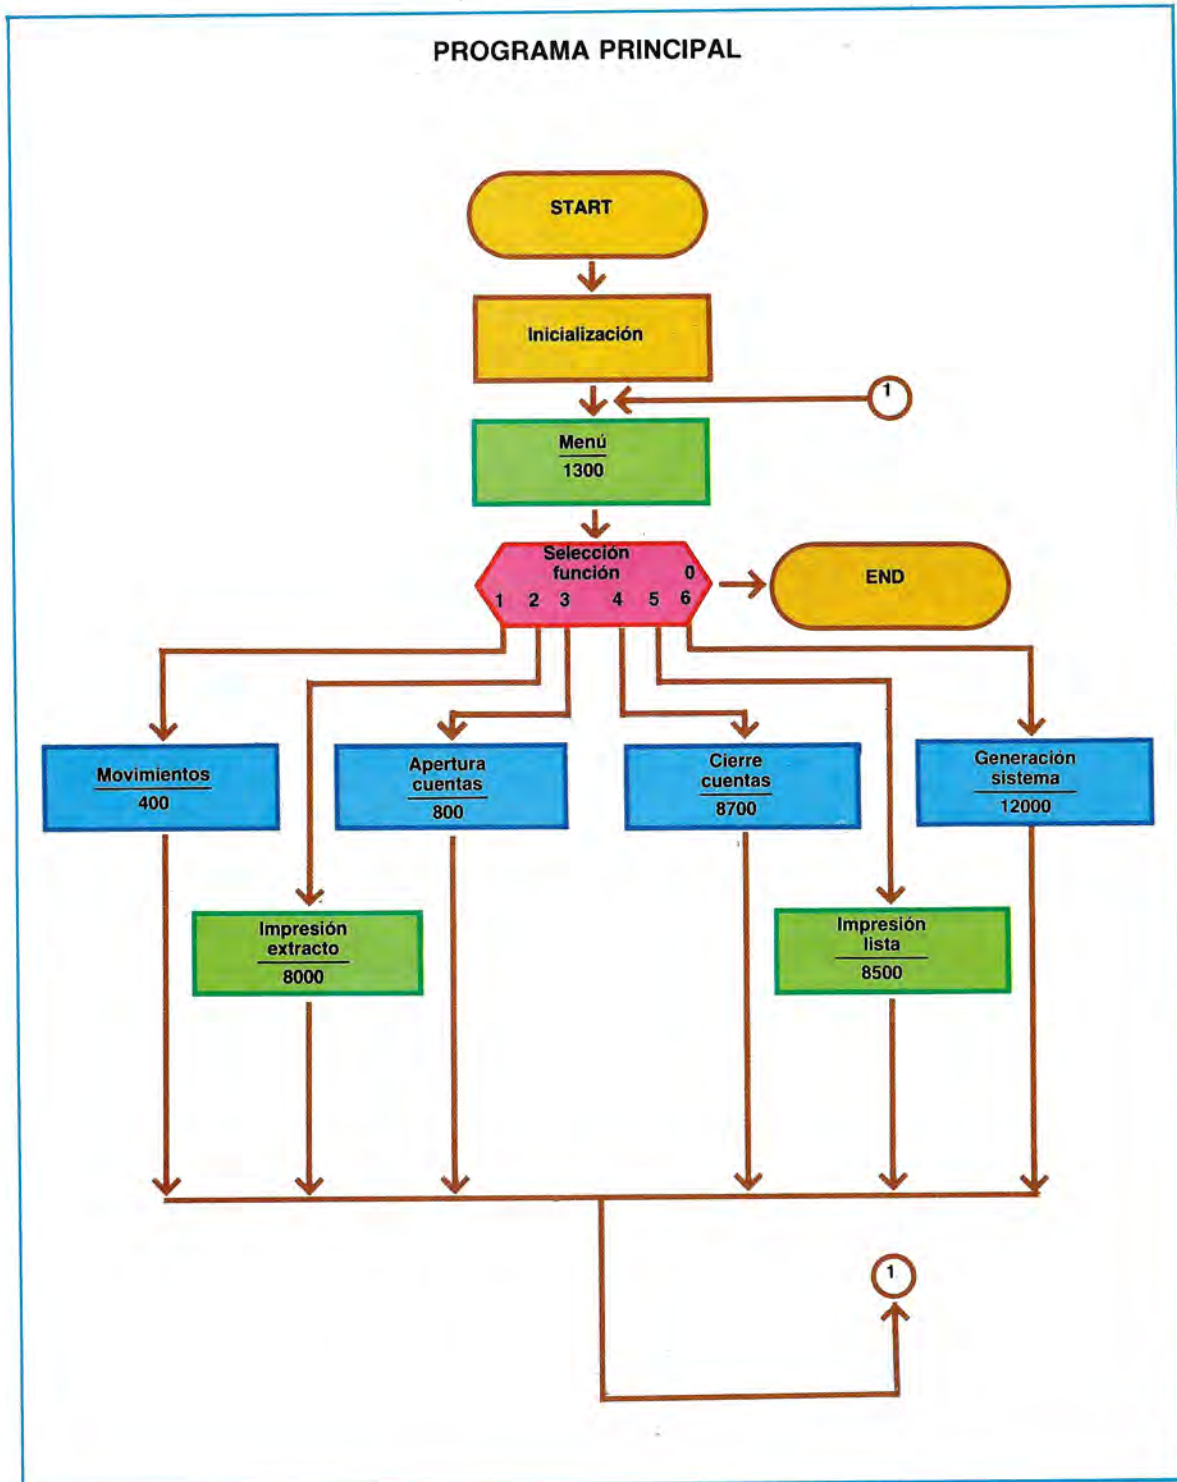 PROGRAMA PRINCIPAL
START
Inicialización
1
Menú
1300
Selección
función
0
1 2 3 4 5 6
END
Movimientos
400
Apertura
cuentas
800
Cierre
cuentas
8700
Generación
sistema
12000
Impresión
extracto
8000
Impresión
lista
8500
1